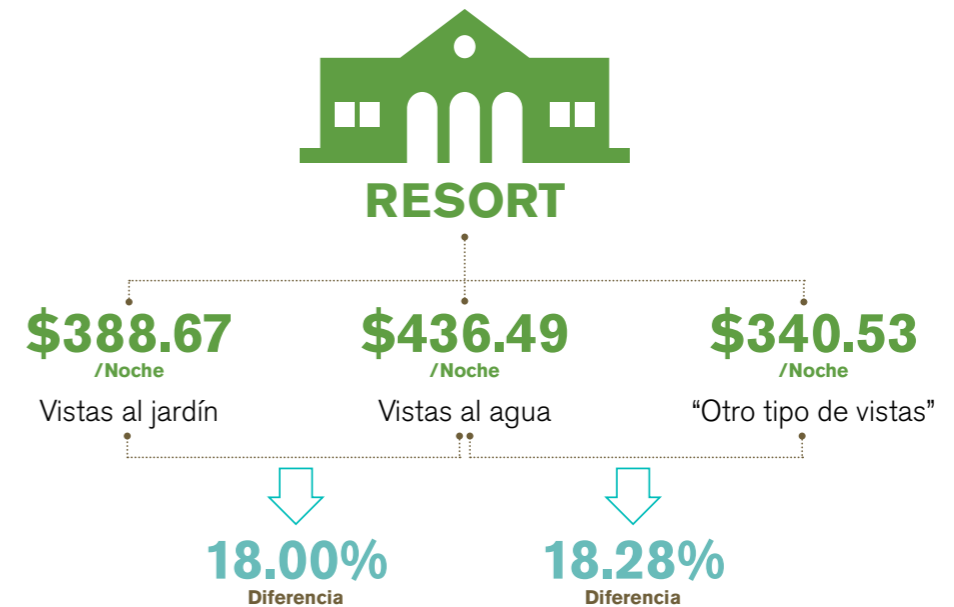 RESORT
$388.67
/Noche
Vistas al jardín
$436.49
/Noche
Vistas al agua
$340.53
/Noche
“Otro tipo de vistas”
18.00%
Diferencia
18.28%
Diferencia